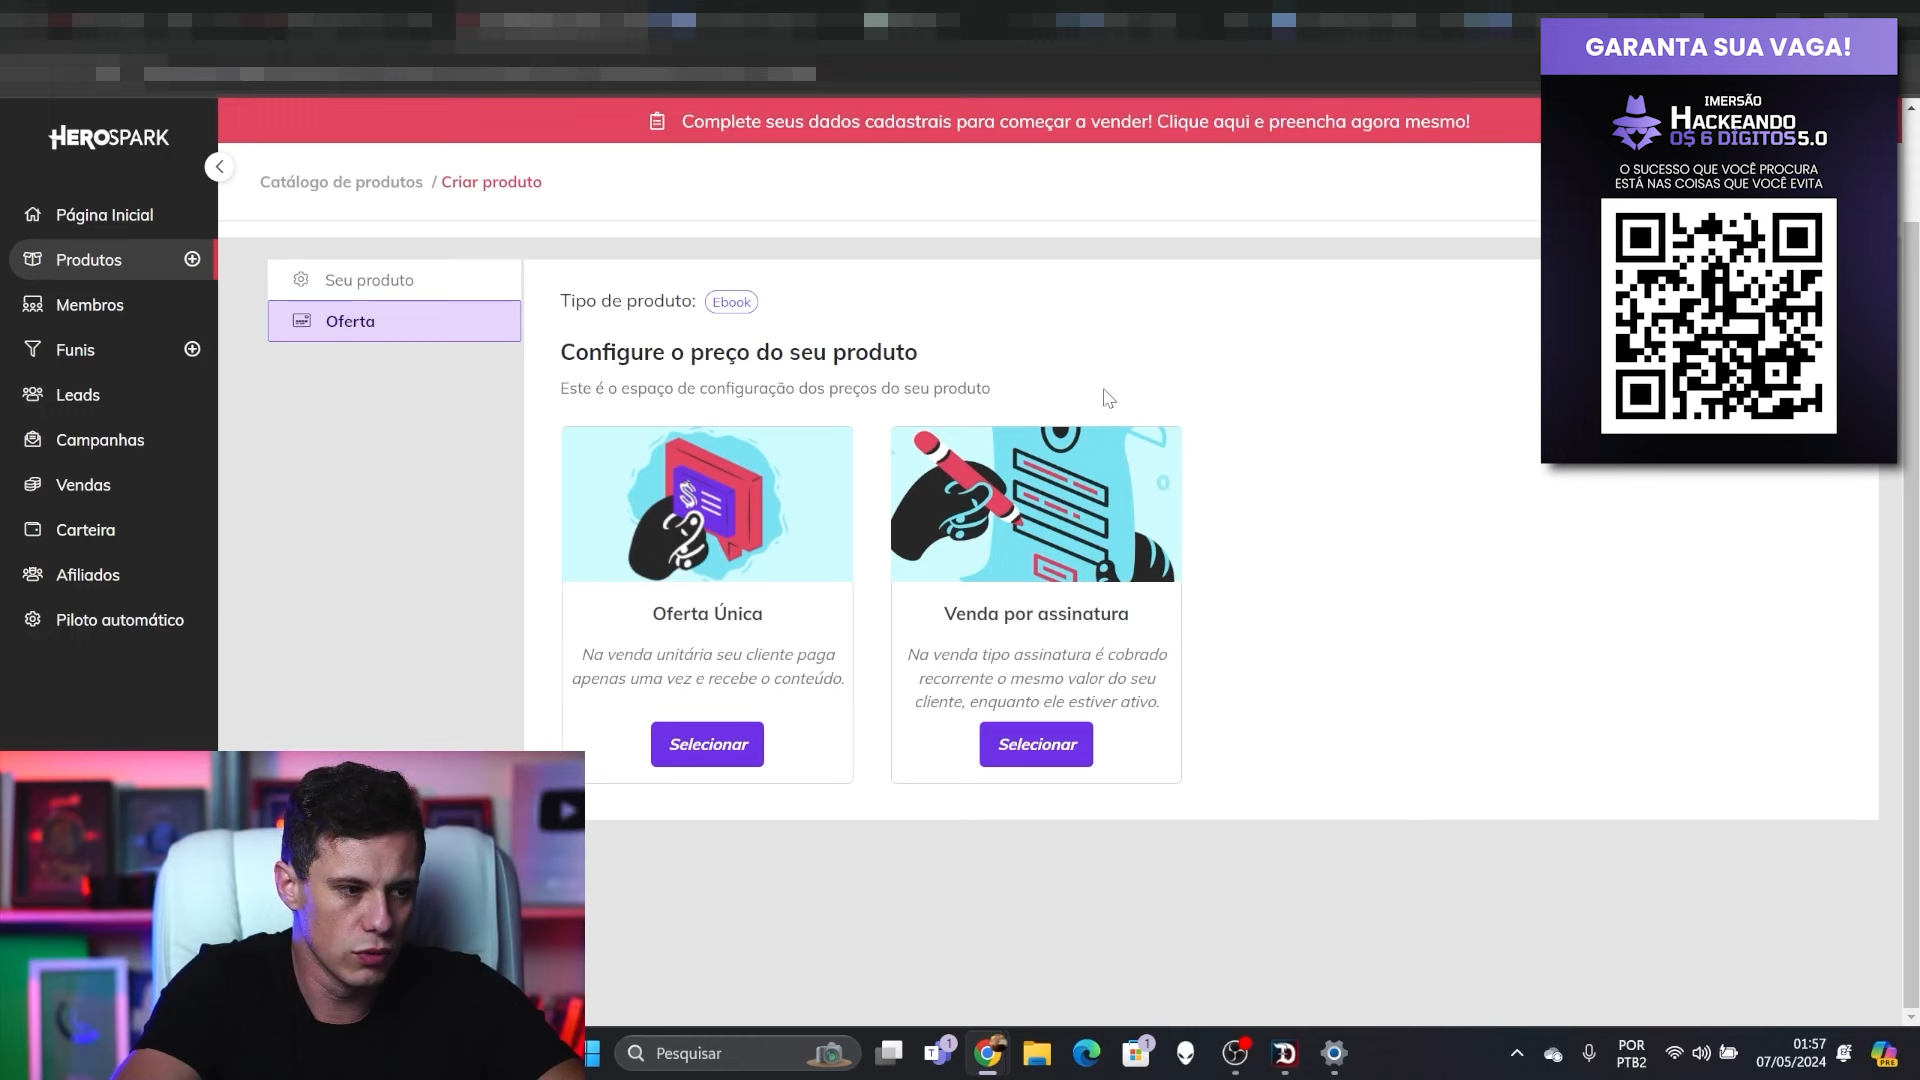 GARANTA SUA VAGA!
IMERSÃO
HACKEANDO
O$ 6 DÍGITOS 5.0
O SUCESSO QUE VOCÊ PROCURA
ESTÁ NAS COISAS QUE VOCÊ EVITA
HEROSPARK
Complete seus dados cadastrais para começar a vender! Clique aqui e preencha agora mesmo!
Catálogo de produtos / Criar produto
Página Inicial
Produtos
Membros
Funis
Leads
Campanhas
Vendas
Carteira
Afiliados
Piloto automático
Seu produto
Oferta
Tipo de produto: Ebook
Configure o preço do seu produto
Este é o espaço de configuração dos preços do seu produto
Oferta Única
Na venda unitária seu cliente paga
apenas uma vez e recebe o conteúdo.
Selecionar
Venda por assinatura
Na venda tipo assinatura é cobrado
recorrente o mesmo valor do seu
cliente, enquanto ele estiver ativo.
Selecionar
Pesquisar
1
1
POR
PTB2
01:57
07/05/2024
PRE